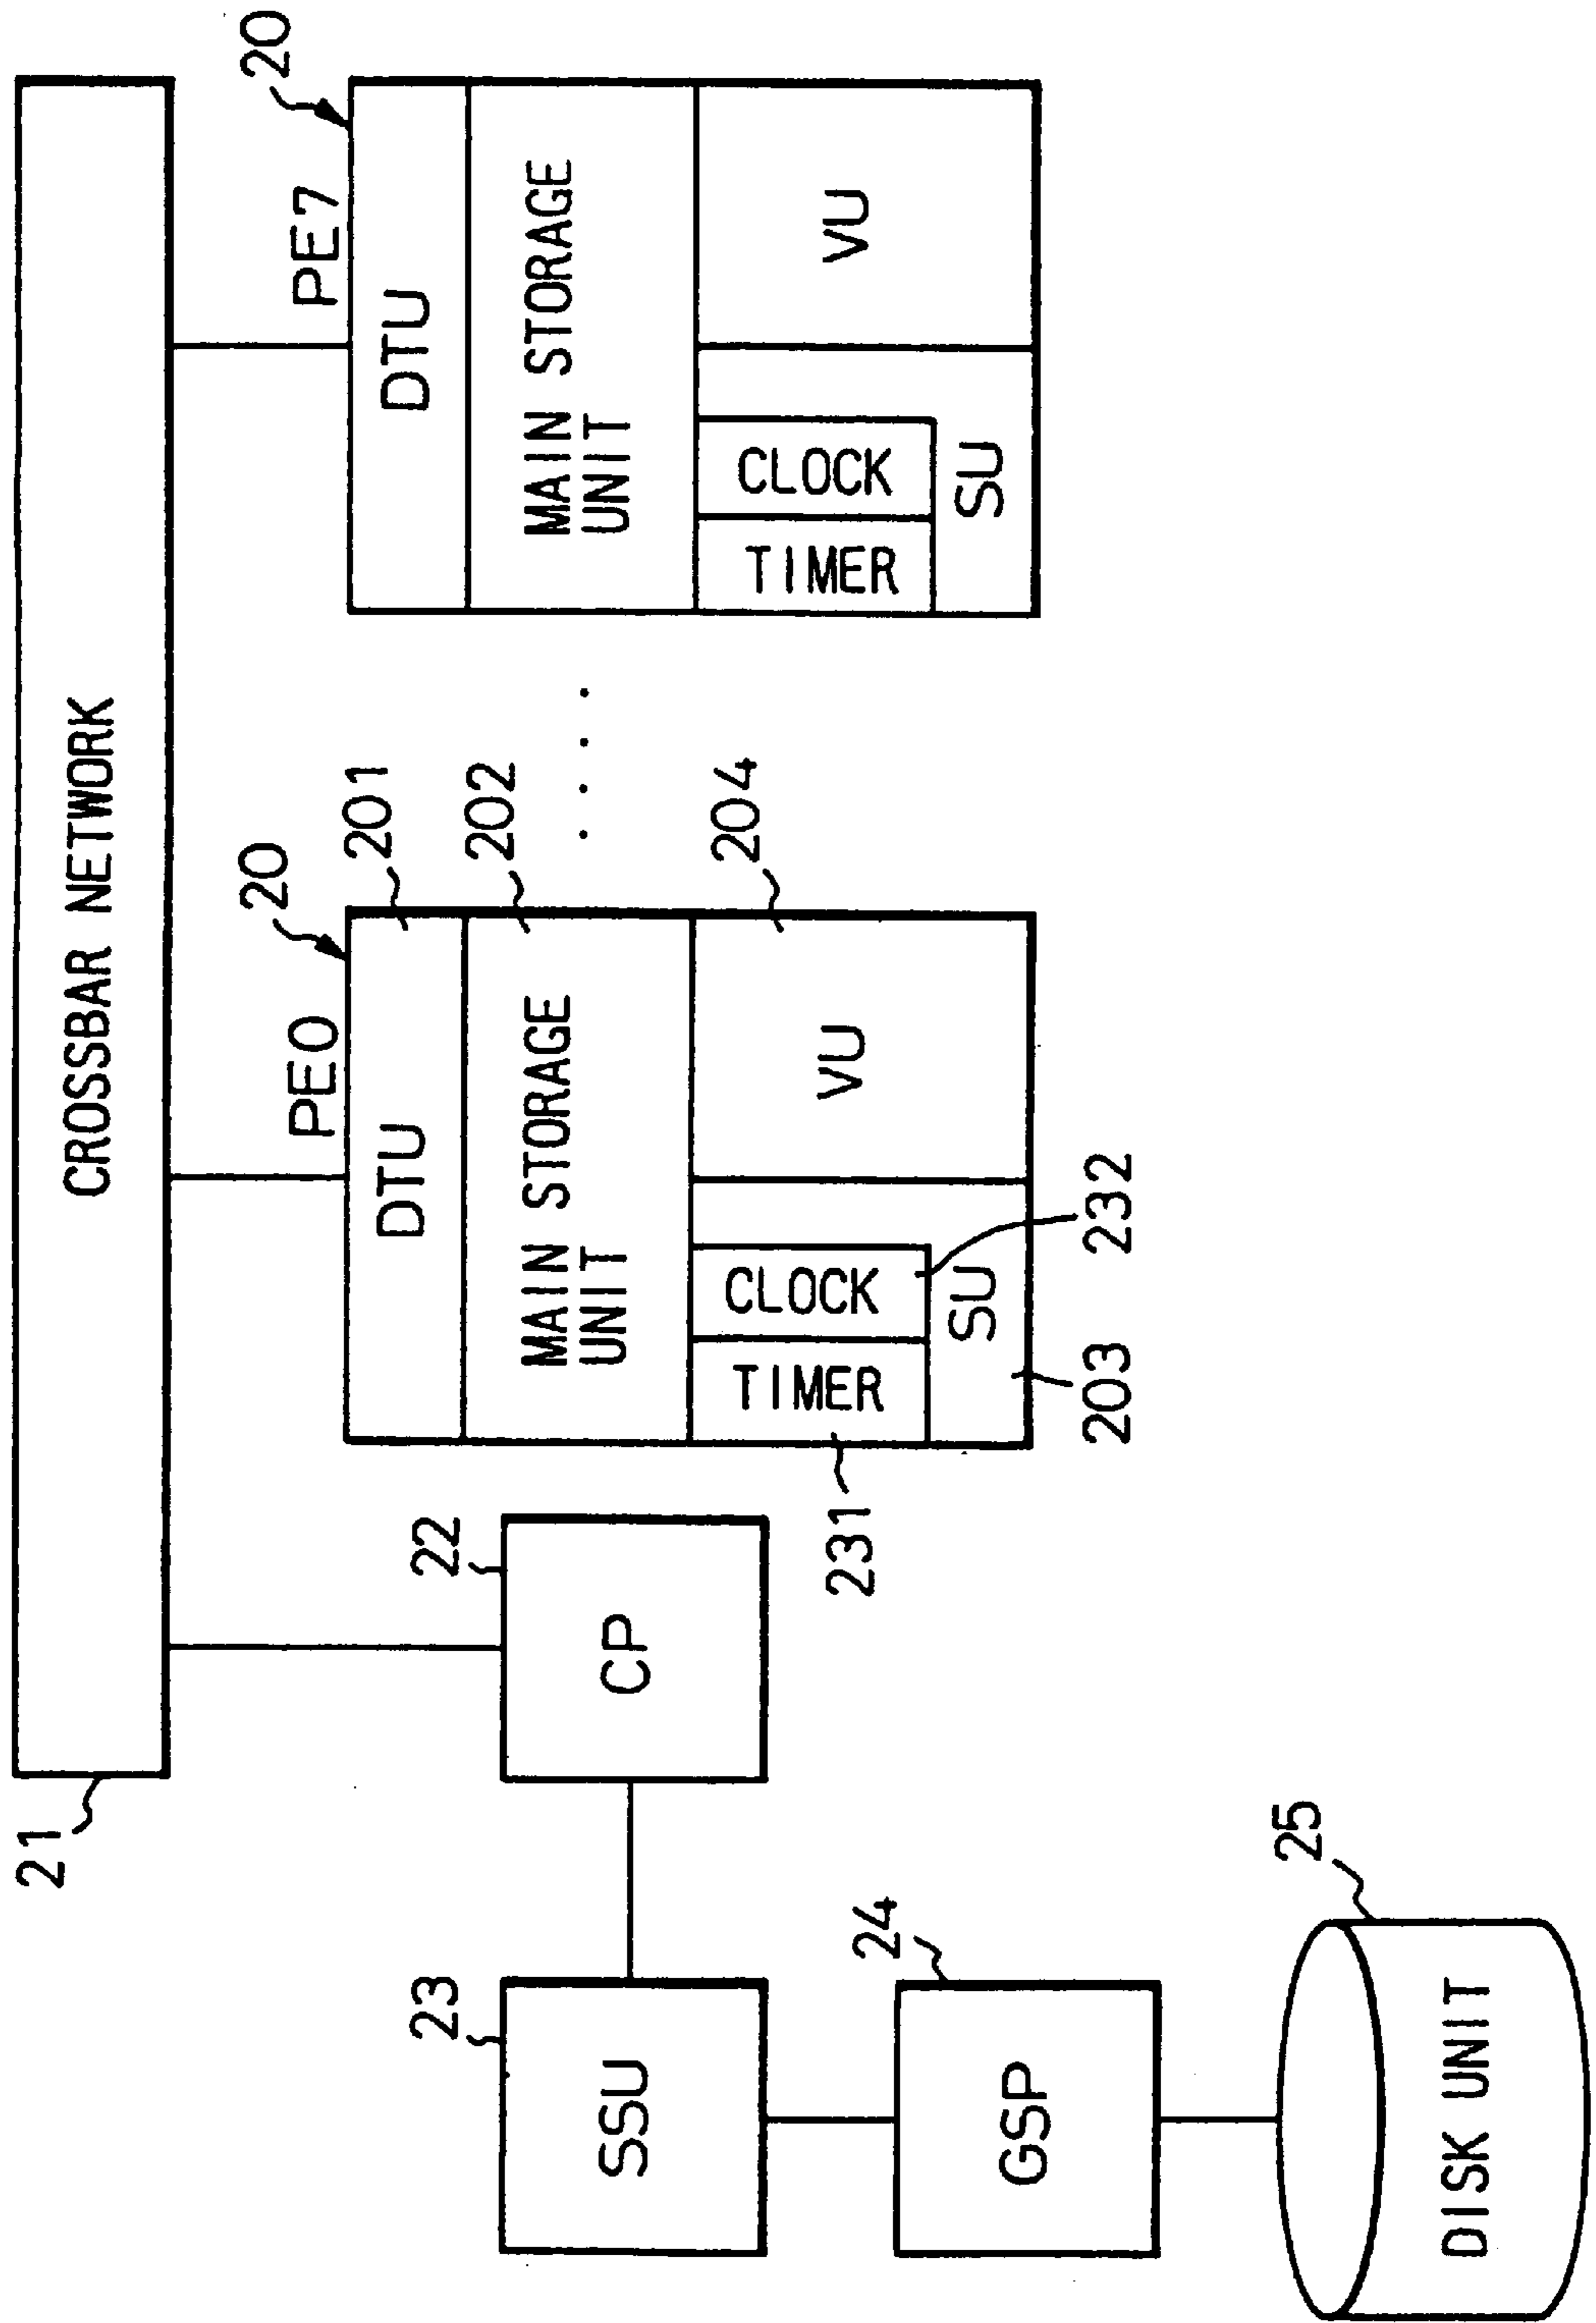 CROSSBAR NETWORK
21
PE0
20
PE7
20
DTU
201
MAIN STORAGE
UNIT
202
TIMER
CLOCK
SU
VU
204
231
203
232
DTU
MAIN STORAGE
UNIT
TIMER
CLOCK
SU
VU
22
CP
23
SSU
24
GSP
25
DISK UNIT